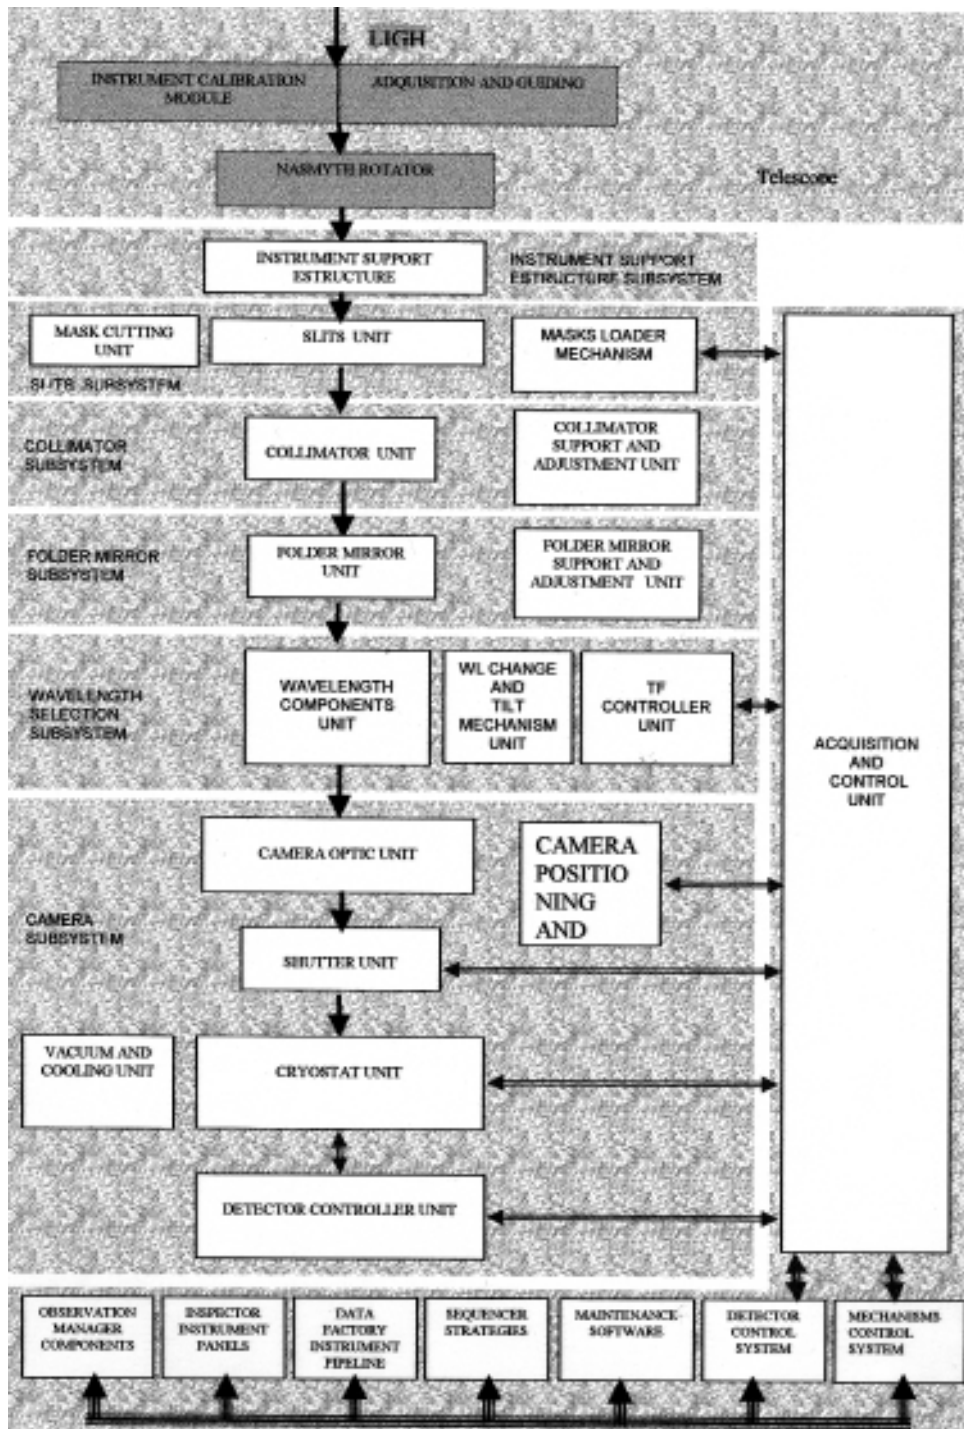 LIGH
INSTRUMENT CALIBRATION
MODULE
ADQUISITION AND GUIDING
NASMYTH ROTATOR
Telescope
INSTRUMENT SUPPORT
ESTRUCTURE
INSTRUMENT SUPPORT
ESTRUCTURE SUBSYSTEM
MASK CUTTING
UNIT
SLITS UNIT
MASKS LOADER
MECHANISM
SLITS SUBSYSTEM
COLLIMATOR
SUBSYSTEM
COLLIMATOR UNIT
COLLIMATOR
SUPPORT AND
ADJUSTMENT UNIT
FOLDER MIRROR
SUBSYSTEM
FOLDER MIRROR
UNIT
FOLDER MIRROR
SUPPORT AND
ADJUSTMENT UNIT
WAVELENGTH
SELECTION
SUBSYSTEM
WAVELENGTH
COMPONENTS
UNIT
WL CHANGE
AND
TILT
MECHANISM
UNIT
TF
CONTROLLER
UNIT
ACQUISITION
AND
CONTROL
UNIT
CAMERA
SUBSYSTEM
CAMERA OPTIC UNIT
CAMERA
POSITIO
NING
AND
SHUTTER UNIT
VACUUM AND
COOLING UNIT
CRYOSTAT UNIT
DETECTOR CONTROLLER UNIT
OBSERVATION
MANAGER
COMPONENTS
INSPECTOR
INSTRUMENT
PANELS
DATA
FACTORY
INSTRUMENT
PIPELINE
SEQUENCER
STRATEGIES
MAINTENANCE
SOFTWARE
DETECTOR
CONTROL
SYSTEM
MECHANISMS
CONTROL
SYSTEM